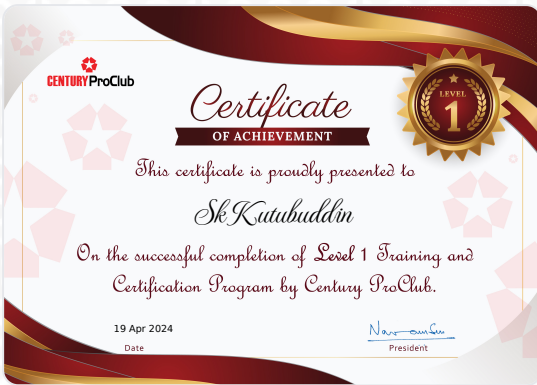 CENTURY ProClub
LEVEL
1
Certificate
OF ACHIEVEMENT
This certificate is proudly presented to
Sk Kutubuddin
On the successful completion of Level 1 Training and
Certification Program by Century ProClub.
19 Apr 2024
Date
President